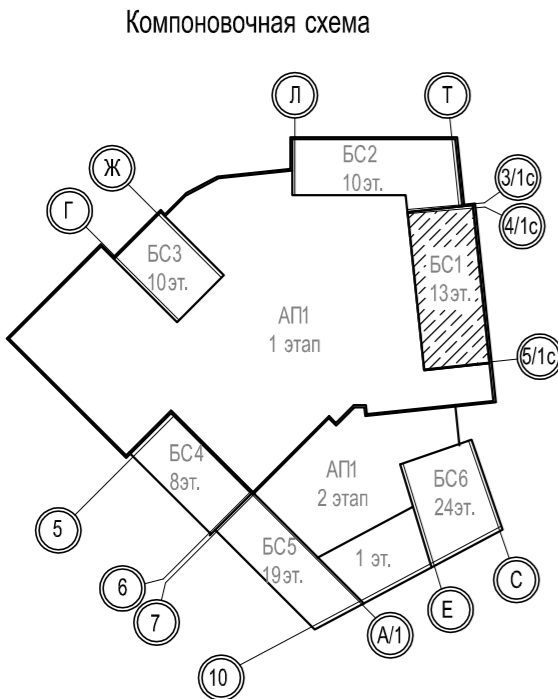 Компоновочная схема
Л
Т
Ж
БС2
10эт.
3/1с
Г
4/1с
БС3
10эт.
БС1
13эт.
АП1
1 этап
5/1с
БС4
8эт.
АП1
2 этап
БС6
24эт.
5
БС5
19эт.
1 эт.
6
С
Е
7
А/1
10